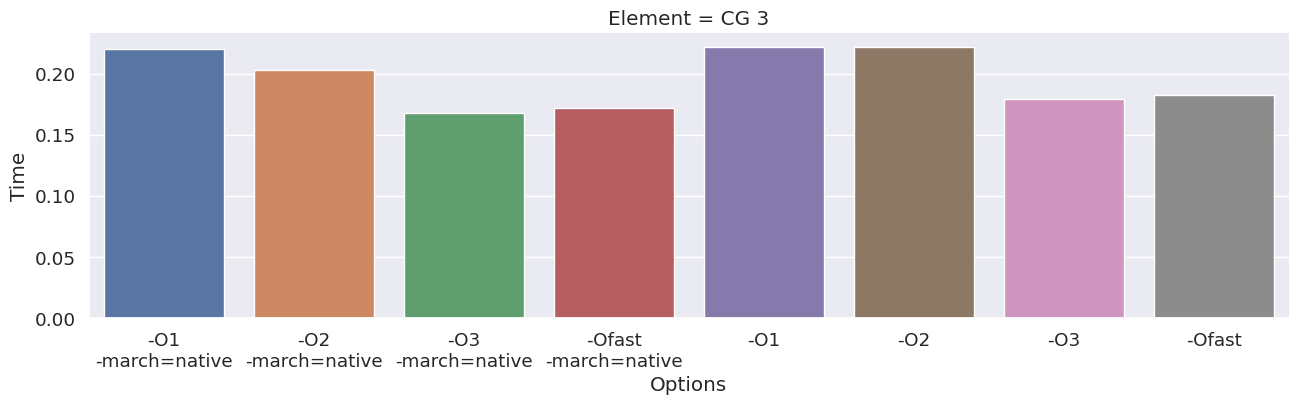 Element = CG 3
Time
0.20
0.15
0.10
0.05
0.00
-O1
-march=native
-O2
-march=native
-O3
-march=native
-Ofast
-march=native
-O1
-O2
-O3
-Ofast
Options